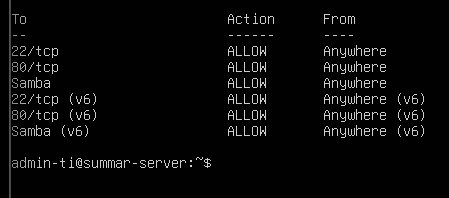 To                         Action      From
--                         ------      ----
22/tcp                     ALLOW       Anywhere
80/tcp                     ALLOW       Anywhere
Samba                      ALLOW       Anywhere
22/tcp (v6)                ALLOW       Anywhere (v6)
80/tcp (v6)                ALLOW       Anywhere (v6)
Samba (v6)                 ALLOW       Anywhere (v6)
admin-ti@summar-server:~$